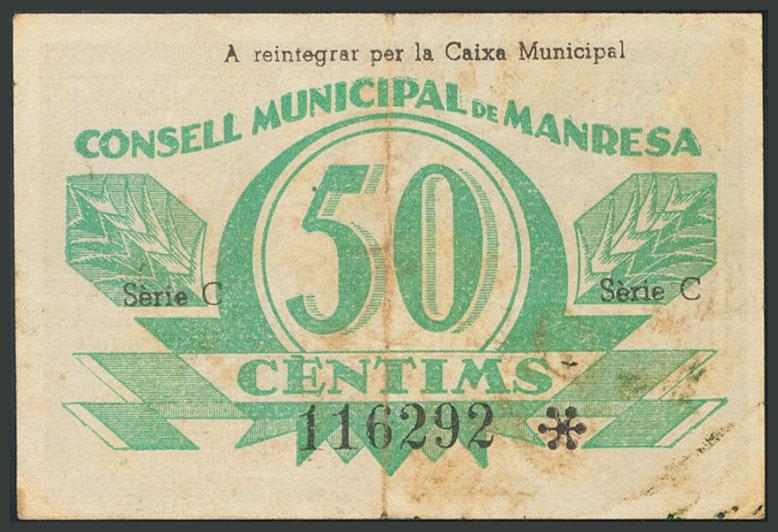 A reintegrar per la Caixa Municipal
CONSELL MUNICIPAL DE MANRESA
50
Sèrie C
Sèrie C
CÈNTIMS
116292